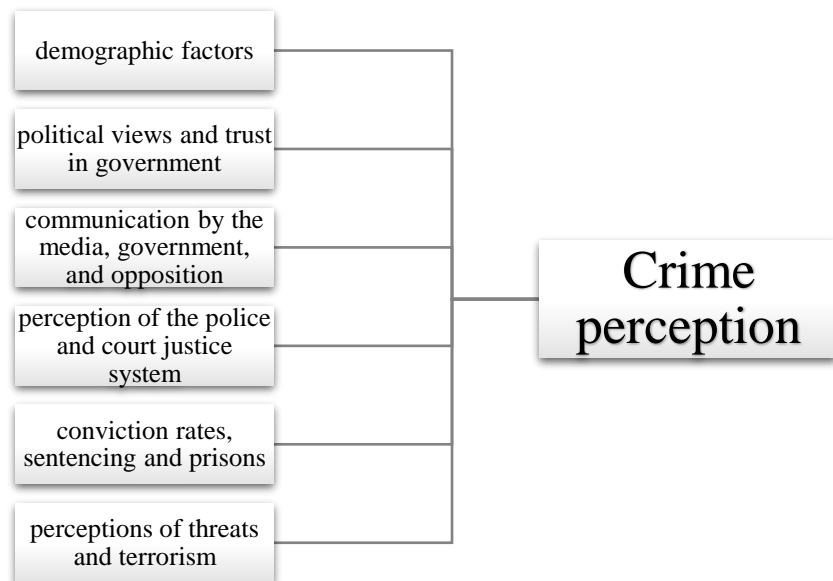 demographic factors
political views and trust
in government
communication by the
media, government,
and opposition
perception of the police
and court justice
system
conviction rates,
sentencing and prisons
perceptions of threats
and terrorism
Crime
perception